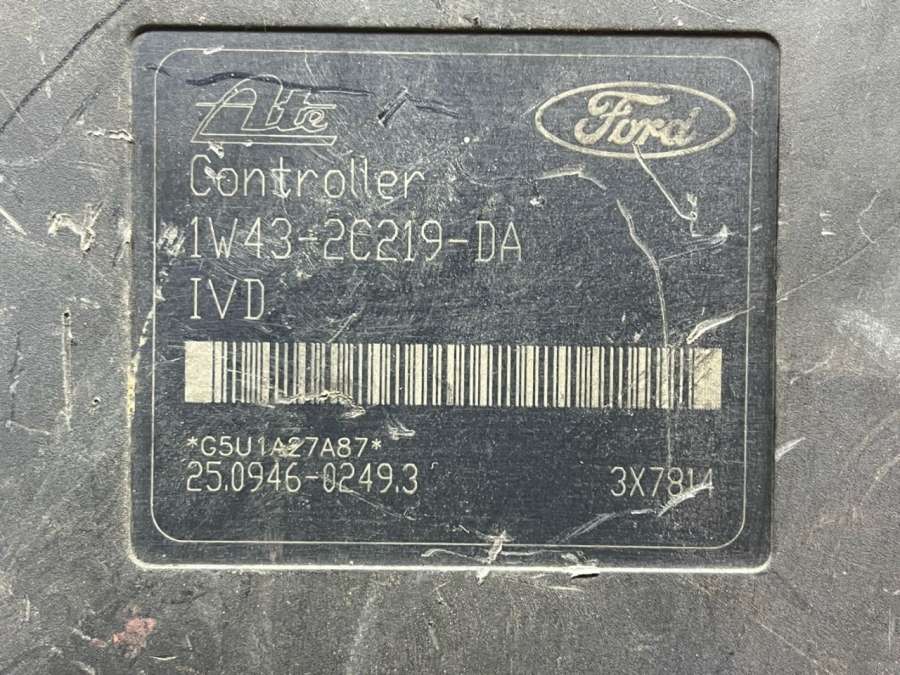 Ate
Ford
Controller
1W43-2C219-DA
IVD
*G5U1A27A87*
25.0946-0249.3
3X7814